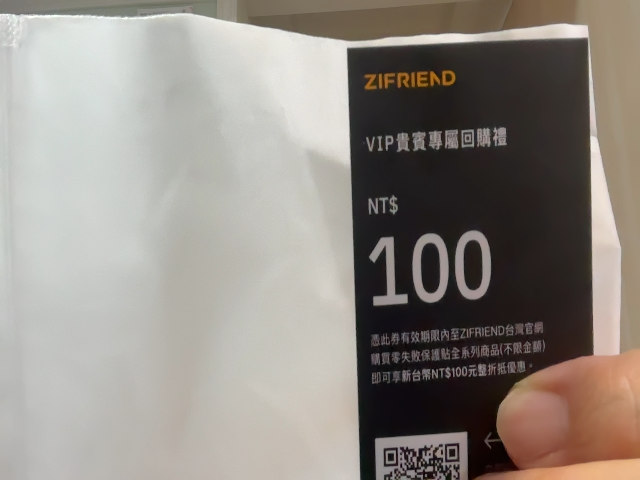 ZIFRIEND
VIP貴賓專屬回購禮
NT$
100
憑此券有效期限內至ZIFRIEND台灣官網
購買零失敗保護貼全系列商品(不限金額)
即可享新台幣NT$100元整折抵優惠。
←